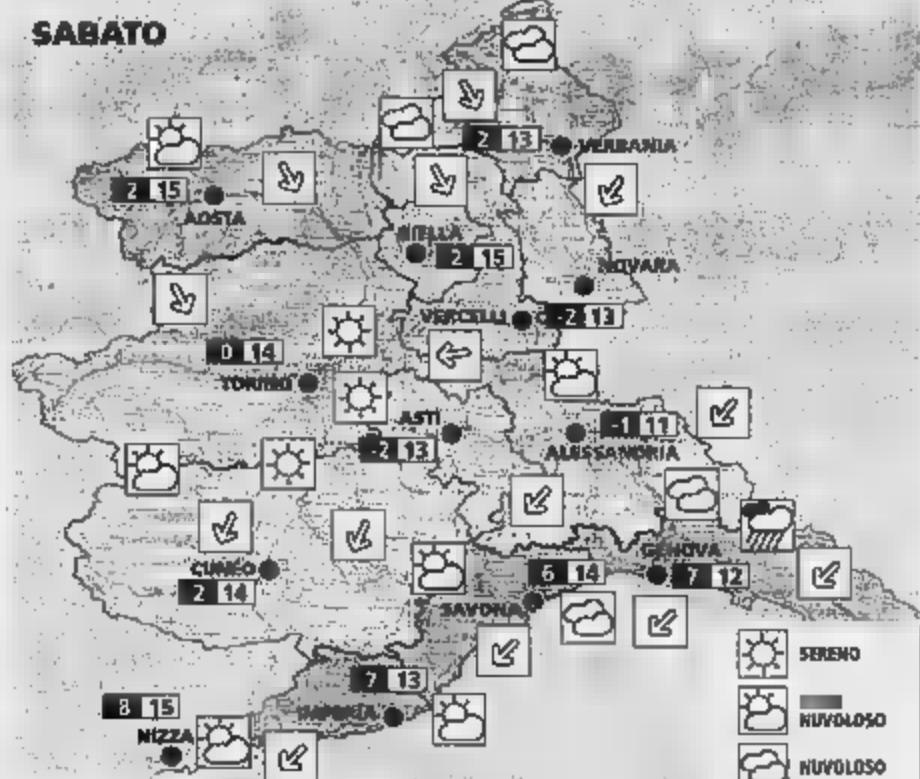 SABATO
2 13
VERBANIA
2 15
AOSTA
BIELLA
2 15
NOVARA
VERCELLI
-2 13
0 14
TORINO
ASTI
-2 13
-1 11
ALESSANDRIA
CUNEO
2 14
GENOVA
7 12
6 14
SAVONA
7 13
IMPERIA
8 15
NIZZA
SERENO
NUVOLOSO
NUVOLOSO